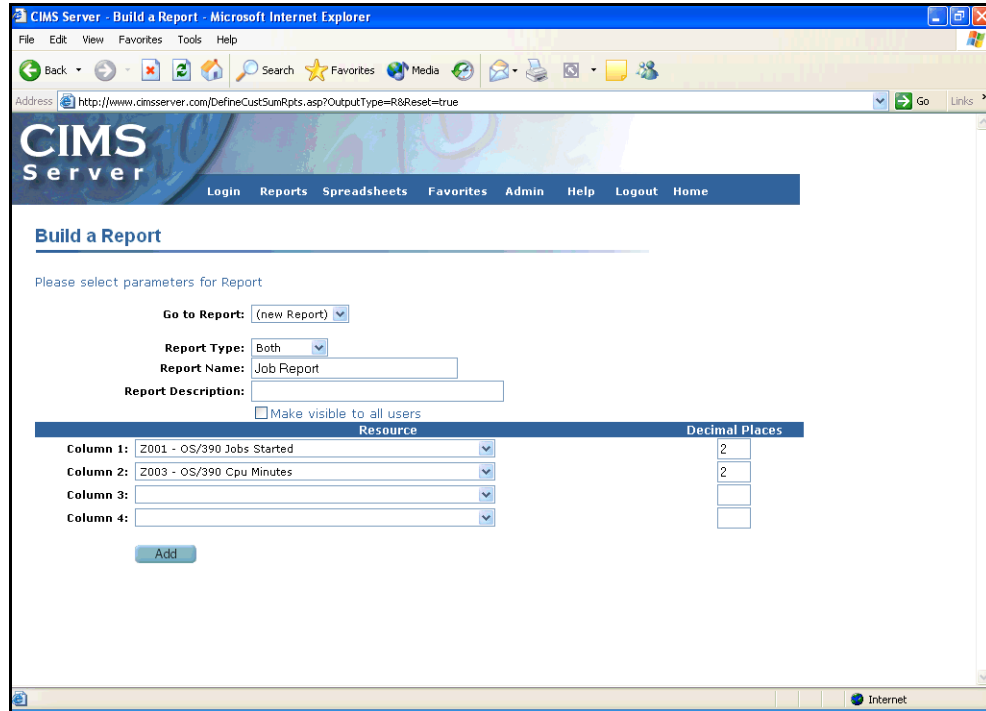 CIMS Server - Build a Report - Microsoft Internet Explorer
File Edit View Favorites Tools Help
Back Search Favorites Media
Address http://www.cimsserver.com/DefineCustSumRpts.asp?OutputType=R&Reset=true Go Links
CIMS
Server
Login Reports Spreadsheets Favorites Admin Help Logout Home
Build a Report
Please select parameters for Report
Go to Report: (new Report)
Report Type: Both
Report Name: Job Report
Report Description:
Make visible to all users
Resource Decimal Places
Column 1: Z001 - OS/390 Jobs Started 2
Column 2: Z003 - OS/390 Cpu Minutes 2
Column 3:
Column 4:
Add
Internet